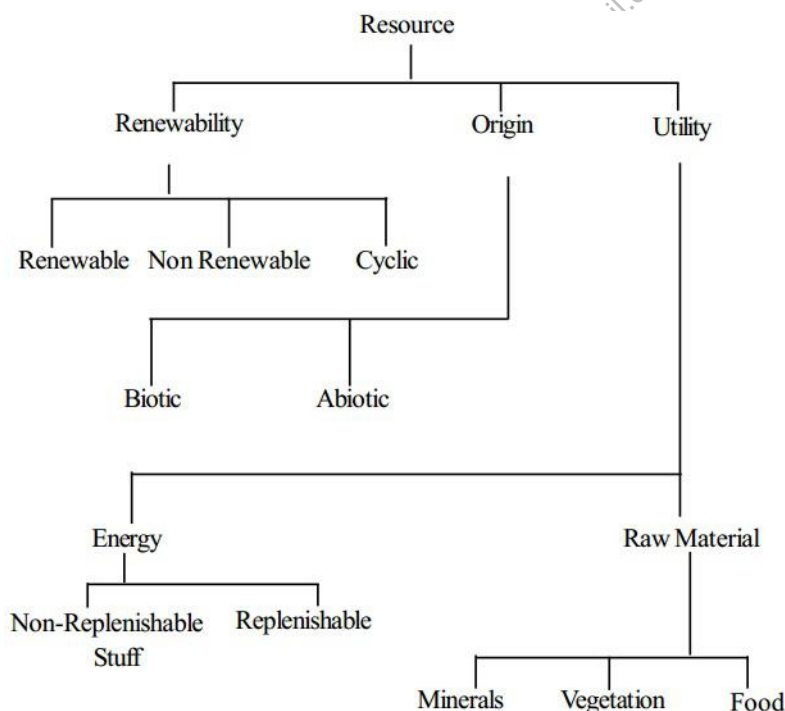 Resource
Renewability Origin Utility
Renewable Non Renewable Cyclic
Biotic Abiotic
Energy Raw Material
Non-Replenishable Replenishable
Stuff
Minerals Vegetation Food